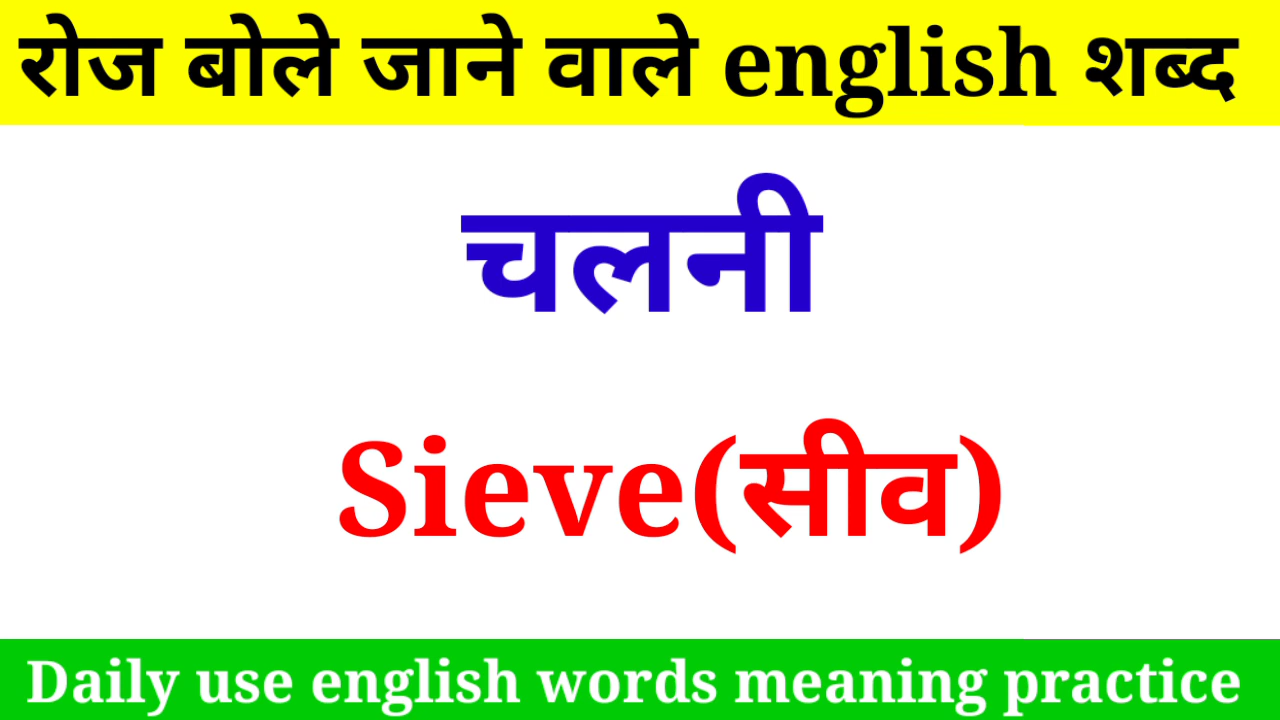 रोज बोले जाने वाले english शब्द
चलनी
Sieve(सीव)
Daily use english words meaning practice